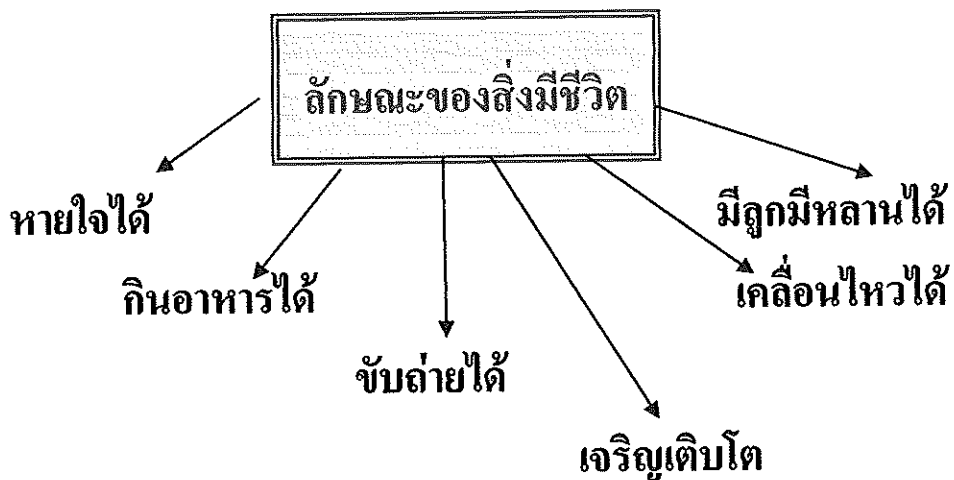 ลักษณะของสิ่งมีชีวิต
หายใจได้
มีลูกมีหลานได้
กินอาหารได้
เคลื่อนไหวได้
ขับถ่ายได้
เจริญเติบโต